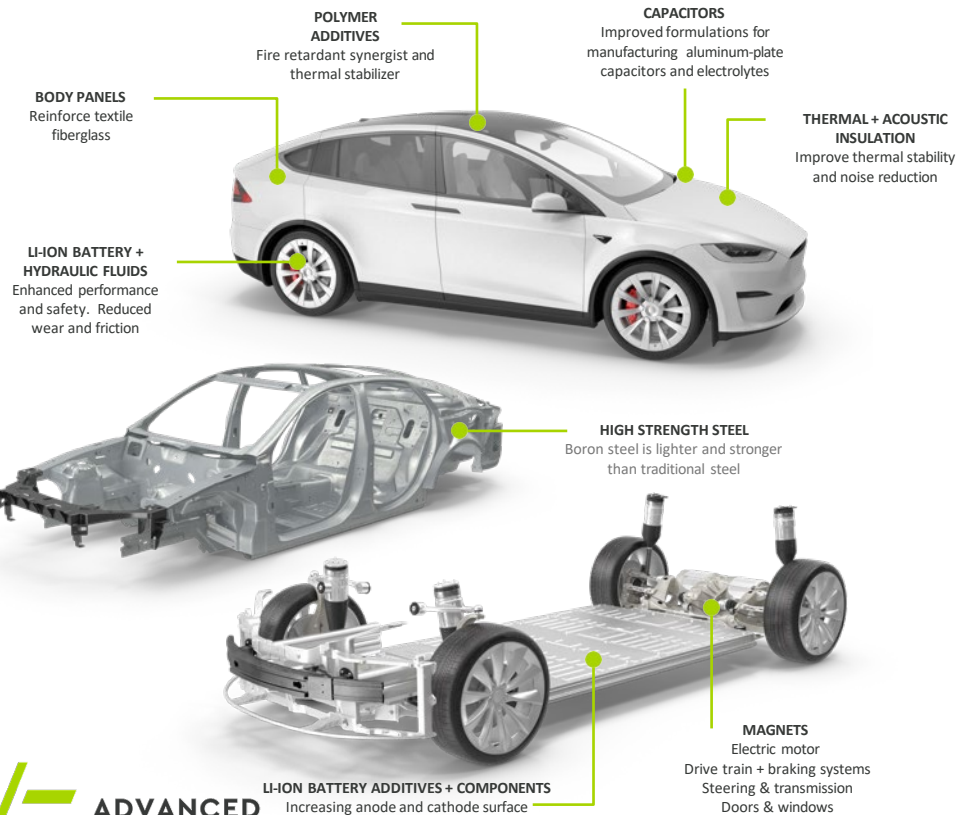 POLYMER
ADDITIVES
Fire retardant synergist and
thermal stabilizer
CAPACITORS
Improved formulations for
manufacturing aluminum-plate
capacitors and electrolytes
BODY PANELS
Reinforce textile
fiberglass
THERMAL + ACOUSTIC
INSULATION
Improve thermal stability
and noise reduction
LI-ION BATTERY +
HYDRAULIC FLUIDS
Enhanced performance
and safety. Reduced
wear and friction
HIGH STRENGTH STEEL
Boron steel is lighter and stronger
than traditional steel
MAGNETS
Electric motor
Drive train + braking systems
Steering & transmission
Doors & windows
LI-ION BATTERY ADDITIVES + COMPONENTS
Increasing anode and cathode surface
ADVANCED